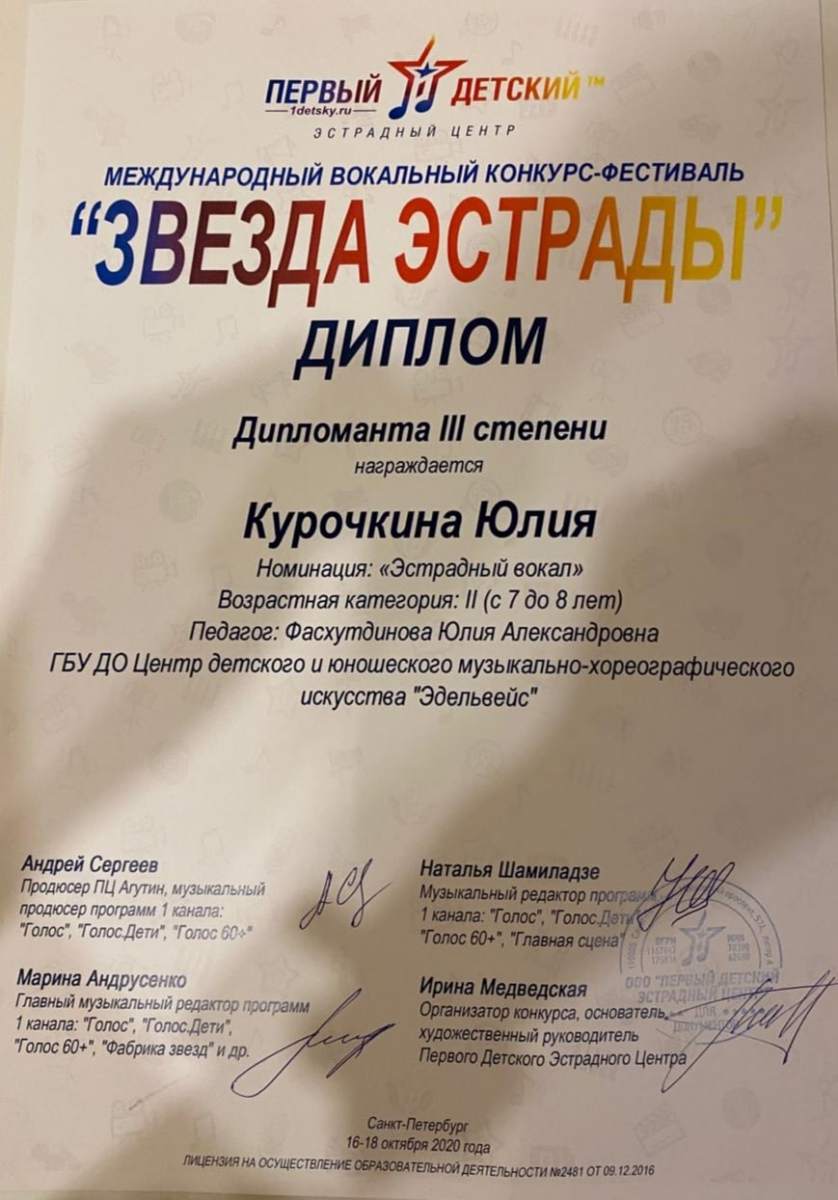 ПЕРВЫЙ ДЕТСКИЙ™
1detsky.ru
ЭСТРАДНЫЙ ЦЕНТР
МЕЖДУНАРОДНЫЙ ВОКАЛЬНЫЙ КОНКУРС-ФЕСТИВАЛЬ
“ЗВЕЗДА ЭСТРАДЫ”
ДИПЛОМ
Дипломанта III степени
награждается
Курочкина Юлия
Номинация: «Эстрадный вокал»
Возрастная категория: II (с 7 до 8 лет)
Педагог: Фасхутдинова Юлия Александровна
ГБУ ДО Центр детского и юношеского музыкально-хореографического
искусства "Эдельвейс"
Андрей Сергеев
Продюсер ПЦ Агутин, музыкальный
продюсер программ 1 канала:
"Голос", "Голос.Дети", "Голос 60+"
Наталья Шамиладзе
Музыкальный редактор программ
1 канала: "Голос", "Голос.Дети"
"Голос 60+", "Главная сцена"
Марина Андрусенко
Главный музыкальный редактор программ
1 канала: "Голос", "Голос.Дети",
"Голос 60+", "Фабрика звезд" и др.
Ирина Медведская
Организатор конкурса, основатель,
художественный руководитель
Первого Детского Эстрадного Центра
ООО "ПЕРВЫЙ ДЕТСКИЙ
ЭСТРАДНЫЙ ЦЕНТР"
Санкт-Петербург
16-18 октября 2020 года
ЛИЦЕНЗИЯ НА ОСУЩЕСТВЛЕНИЕ ОБРАЗОВАТЕЛЬНОЙ ДЕЯТЕЛЬНОСТИ №2481 ОТ 09.12.2016